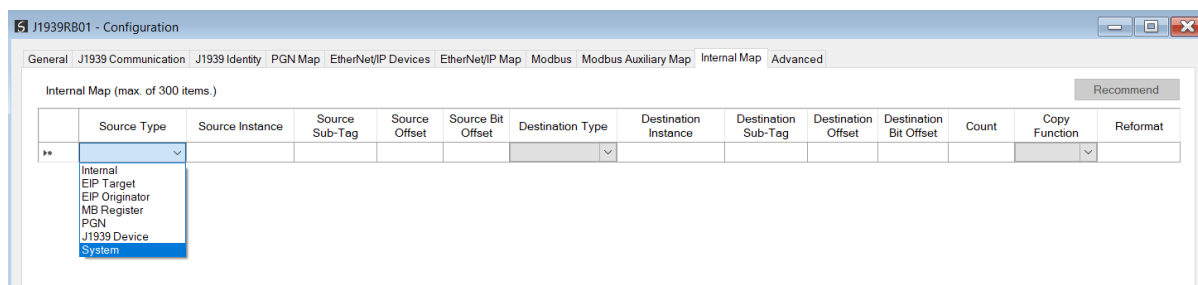 J1939RB01 - Configuration
General J1939 Communication J1939 Identity PGN Map EtherNet/IP Devices EtherNet/IP Map Modbus Modbus Auxiliary Map Internal Map Advanced
Internal Map (max. of 300 items.) Recommend
Source Type Source Instance Source Sub-Tag Source Offset Source Bit Offset Destination Type Destination Instance Destination Sub-Tag Destination Offset Destination Bit Offset Count Copy Function Reformat
Internal
EIP Target
EIP Originator
MB Register
PGN
J1939 Device
System